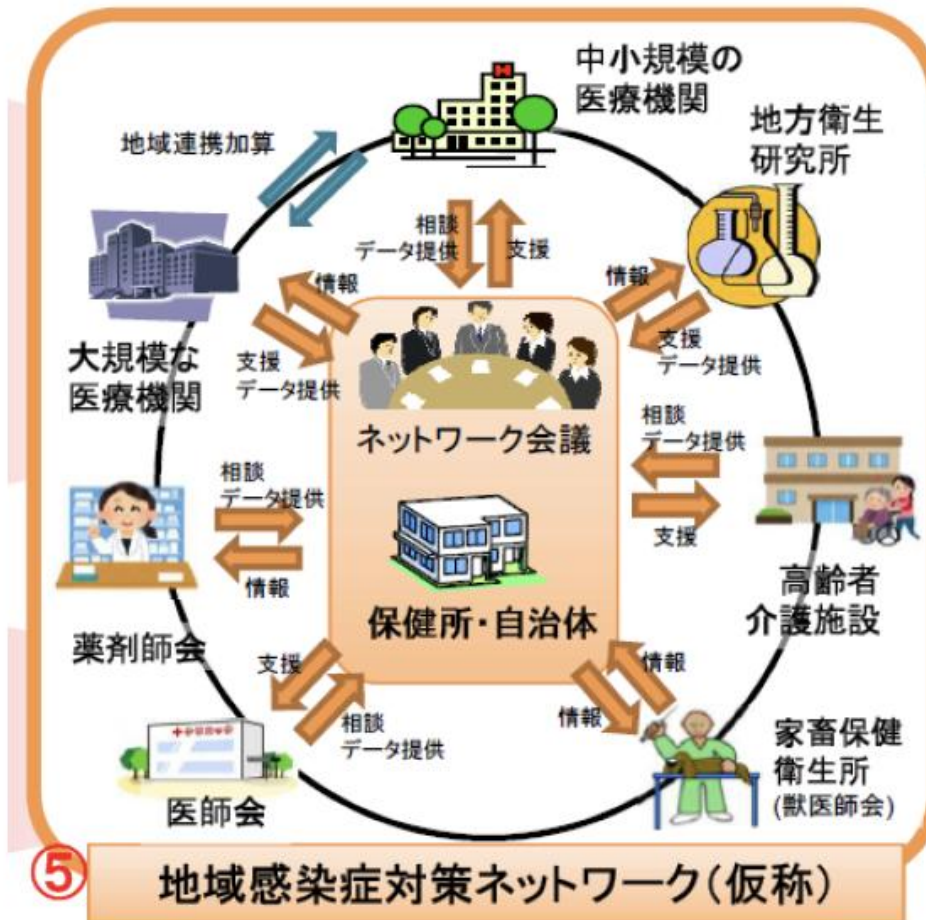 中小規模の
医療機関
地方衛生
研究所
地域連携加算
相談
データ提供
支援
情報
情報
支援
データ提供
支援
データ提供
大規模な
医療機関
ネットワーク会議
相談
データ提供
支援
相談
データ提供
情報
保健所・自治体
高齢者
介護施設
薬剤師会
支援
相談
データ提供
情報
情報
家畜保健
衛生所
(獣医師会)
医師会
⑤
地域感染症対策ネットワーク(仮称)